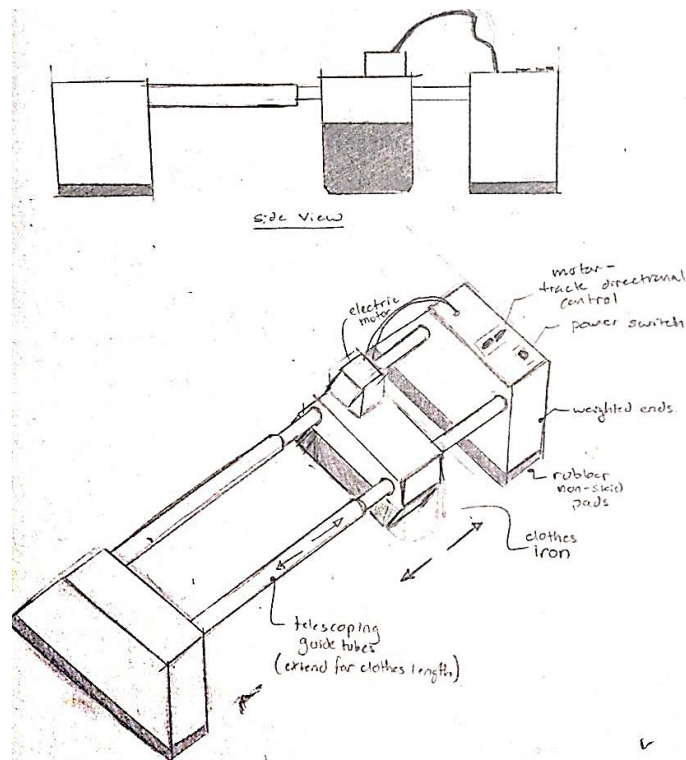 Side View
electric
motor
motor-
track directional
control
power switch
weighted ends
rubber
non-skid
pads
clothes
iron
telescoping
guide tubes
(extend for clothes length)